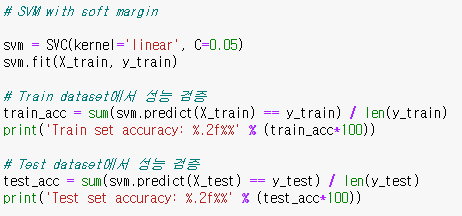 # SVM with soft margin
svm = SVC(kernel='linear', C=0.05)
svm.fit(X_train, y_train)
# Train dataset에서 성능 검증
train_acc = sum(svm.predict(X_train) == y_train) / len(y_train)
print('Train set accuracy: %.2f%%' % (train_acc*100))
# Test dataset에서 성능 검증
test_acc = sum(svm.predict(X_test) == y_test) / len(y_test)
print('Test set accuracy: %.2f%%' % (test_acc*100))